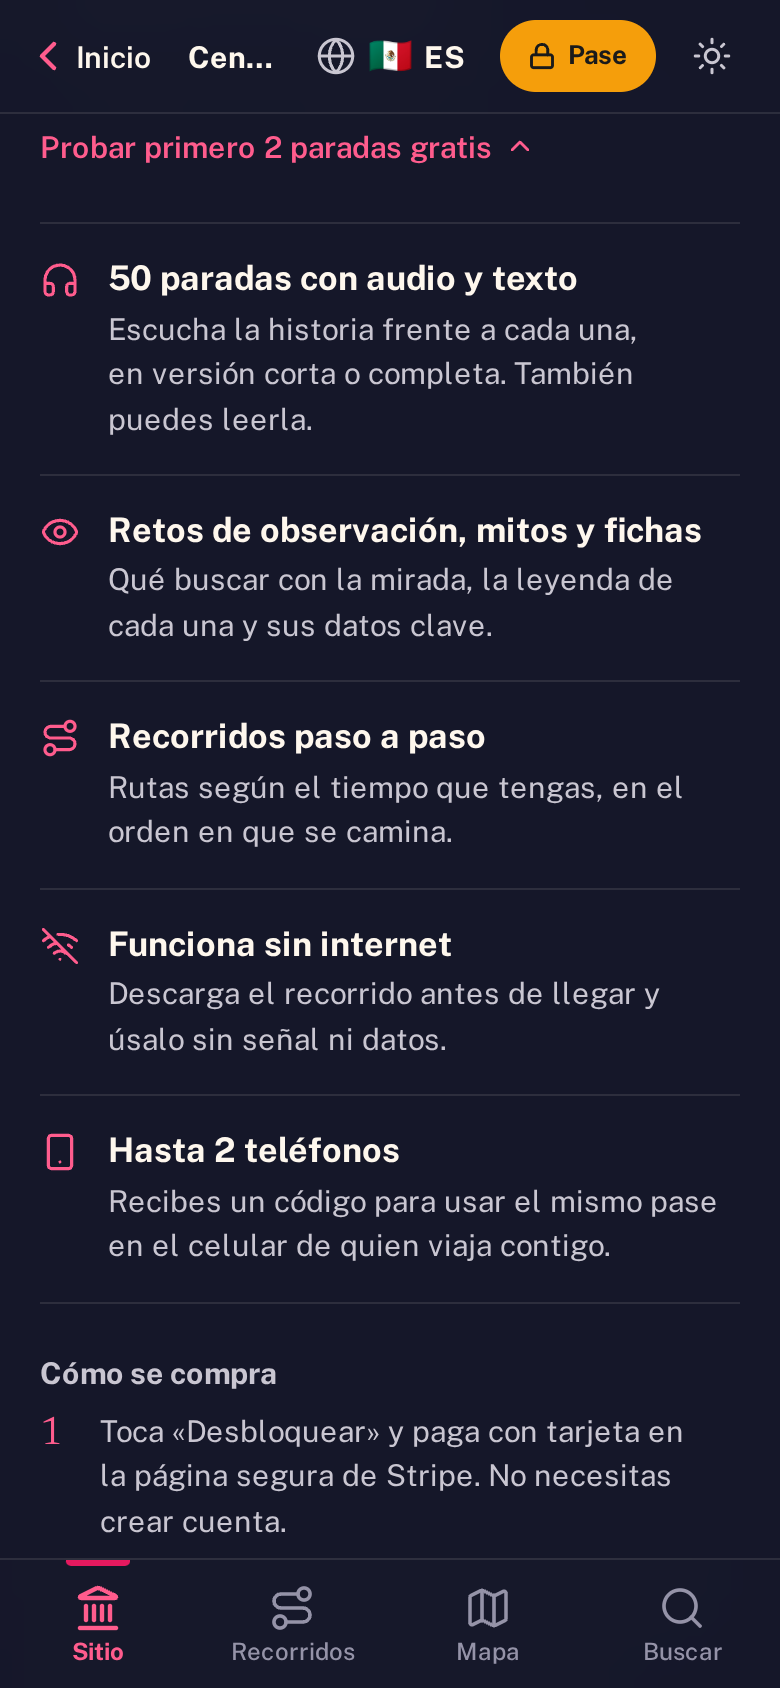 Inicio
Cen...
ES
Pase
Probar primero 2 paradas gratis
50 paradas con audio y texto
Escucha la historia frente a cada una,
en versión corta o completa. También
puedes leerla.
Retos de observación, mitos y fichas
Qué buscar con la mirada, la leyenda de
cada una y sus datos clave.
Recorridos paso a paso
Rutas según el tiempo que tengas, en el
orden en que se camina.
Funciona sin internet
Descarga el recorrido antes de llegar y
úsalo sin señal ni datos.
Hasta 2 teléfonos
Recibes un código para usar el mismo pase
en el celular de quien viaja contigo.
Cómo se compra
1 Toca «Desbloquear» y paga con tarjeta en
la página segura de Stripe. No necesitas
crear cuenta.
Sitio
Recorridos
Mapa
Buscar